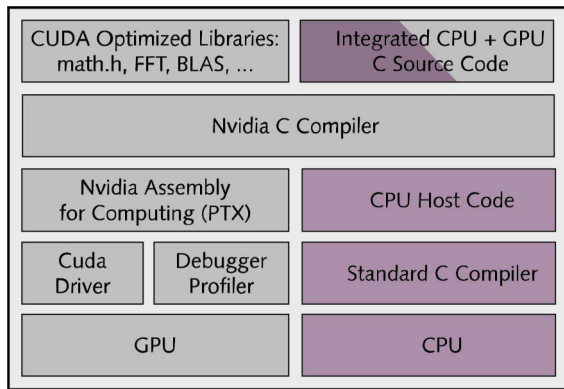 CUDA Optimized Libraries:
math.h, FFT, BLAS, ...
Integrated CPU + GPU
C Source Code
Nvidia C Compiler
Nvidia Assembly
for Computing (PTX)
CPU Host Code
Cuda
Driver
Debugger
Profiler
Standard C Compiler
GPU
CPU